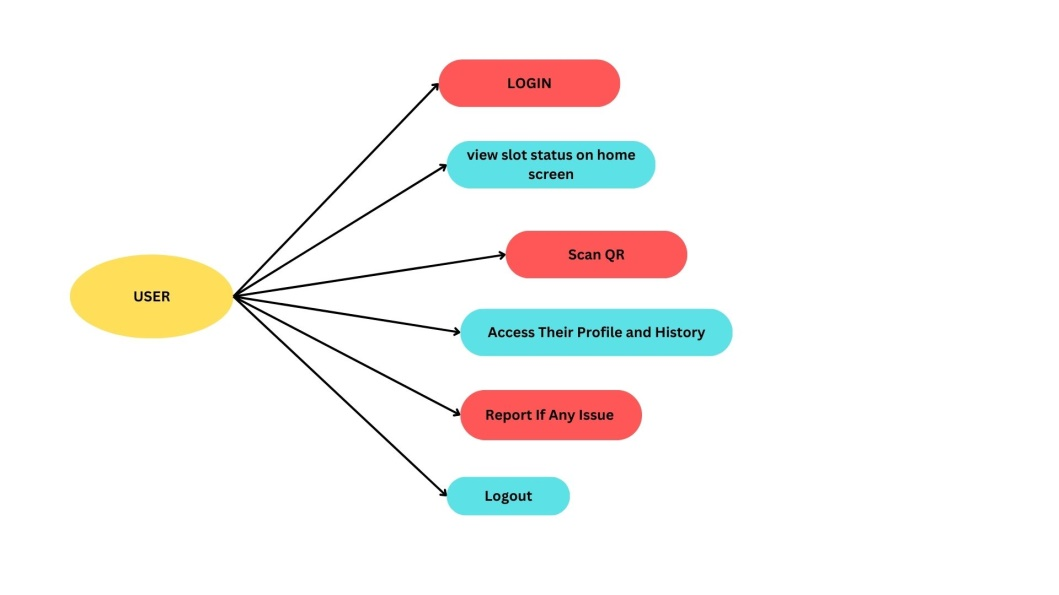 LOGIN
view slot status on home
screen
Scan QR
USER
Access Their Profile and History
Report If Any Issue
Logout